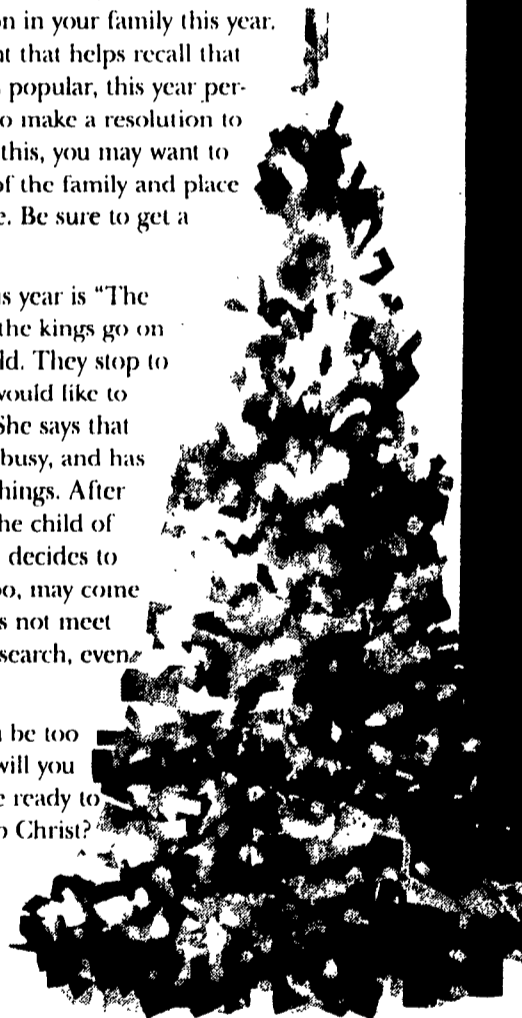 on in your family this year.
nt that helps recall that
popular, this year per-
o make a resolution to
this, you may want to
of the family and place
e. Be sure to get a
is year is “The
the kings go on
ld. They stop to
would like to
She says that
busy, and has
hings. After
he child of
decides to
oo, may come
s not meet
search, even
be too
will you
e ready to
o Christ?